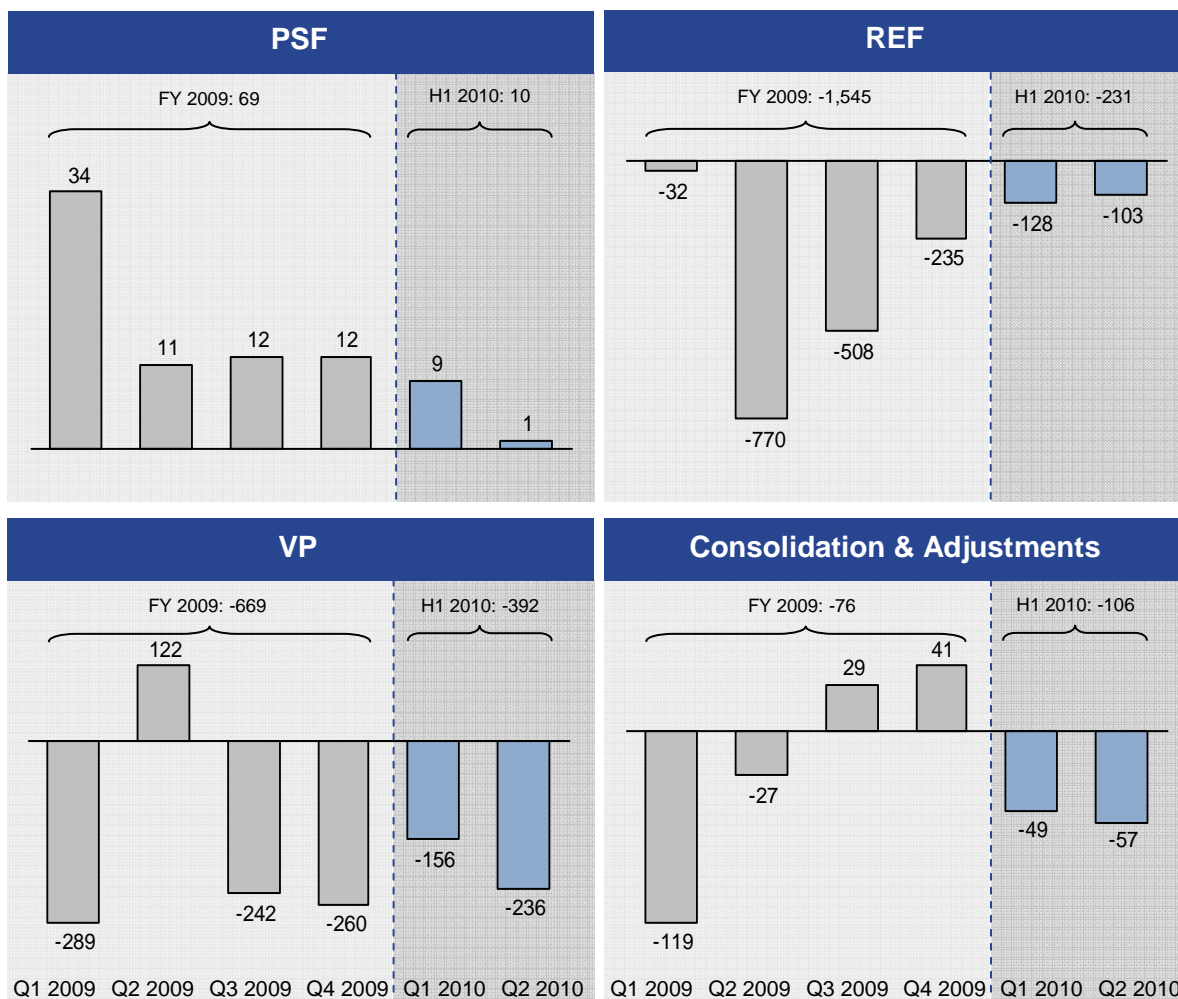 PSF
FY 2009: 69
H1 2010: 10
34
11
12
12
9
1
REF
FY 2009: -1,545
H1 2010: -231
-32
-770
-508
-235
-128
-103
VP
FY 2009: -669
H1 2010: -392
-289
122
-242
-260
-156
-236
Q1 2009 Q2 2009 Q3 2009 Q4 2009 Q1 2010 Q2 2010
Consolidation & Adjustments
FY 2009: -76
H1 2010: -106
-119
-27
29
41
-49
-57
Q1 2009 Q2 2009 Q3 2009 Q4 2009 Q1 2010 Q2 2010